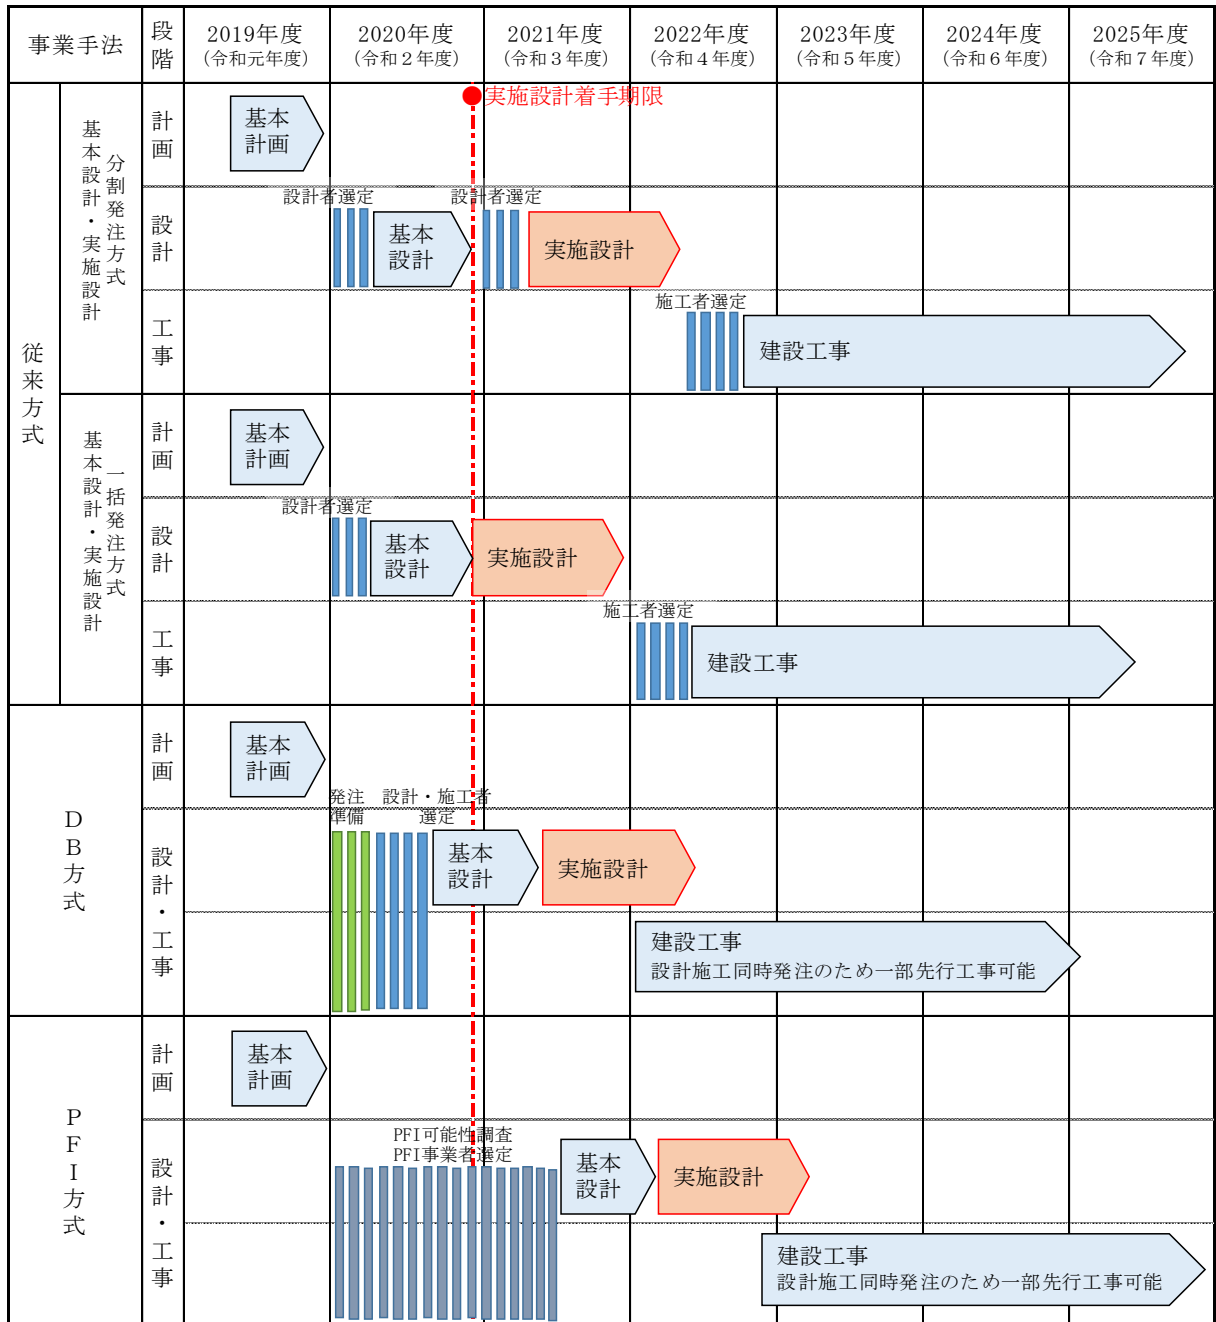 事業手法
段階
2019年度
(令和元年度)
2020年度
(令和２年度)
2021年度
(令和３年度)
2022年度
(令和４年度)
2023年度
(令和５年度)
2024年度
(令和６年度)
2025年度
(令和７年度)
実施設計着手期限
従来方式
基本設計・実施設計
分割発注方式
計画
基本
計画
設計
設計者選定
基本
設計
設計者選定
実施設計
工事
施工者選定
建設工事
基本設計・実施設計
一括発注方式
計画
基本
計画
設計
設計者選定
基本
設計
実施設計
工事
施工者選定
建設工事
ＤＢ方式
計画
基本
計画
設計・工事
発注
準備
設計・施工者
選定
基本
設計
実施設計
建設工事
設計施工同時発注のため一部先行工事可能
ＰＦＩ方式
計画
基本
計画
設計・工事
PFI可能性調査
PFI事業者選定
基本
設計
実施設計
建設工事
設計施工同時発注のため一部先行工事可能